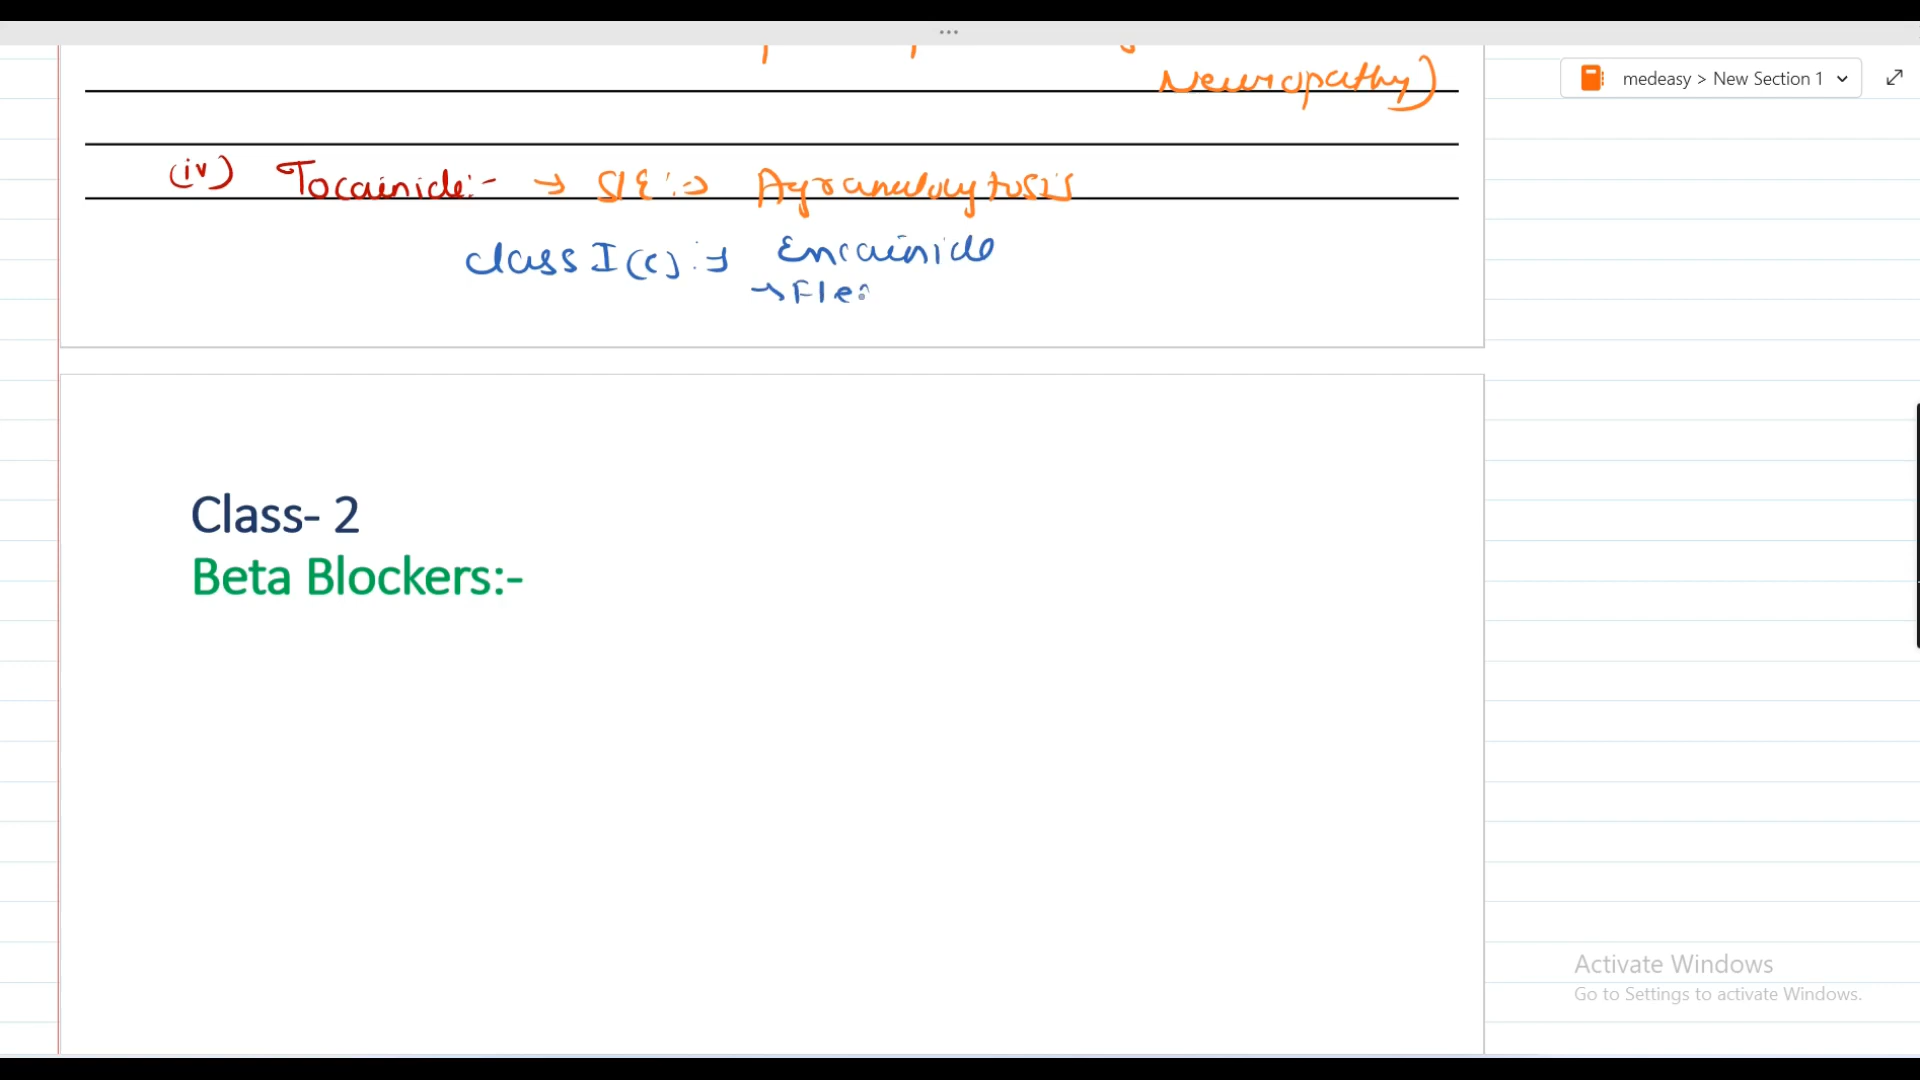 ...
Neuropathy)
medeasy > New Section 1
(iv) Tocainide:- → S/E:→ Agranulocytosis
class I(c):→ Encainide
→ Fle
Class- 2
Beta Blockers:-
Activate Windows
Go to Settings to activate Windows.